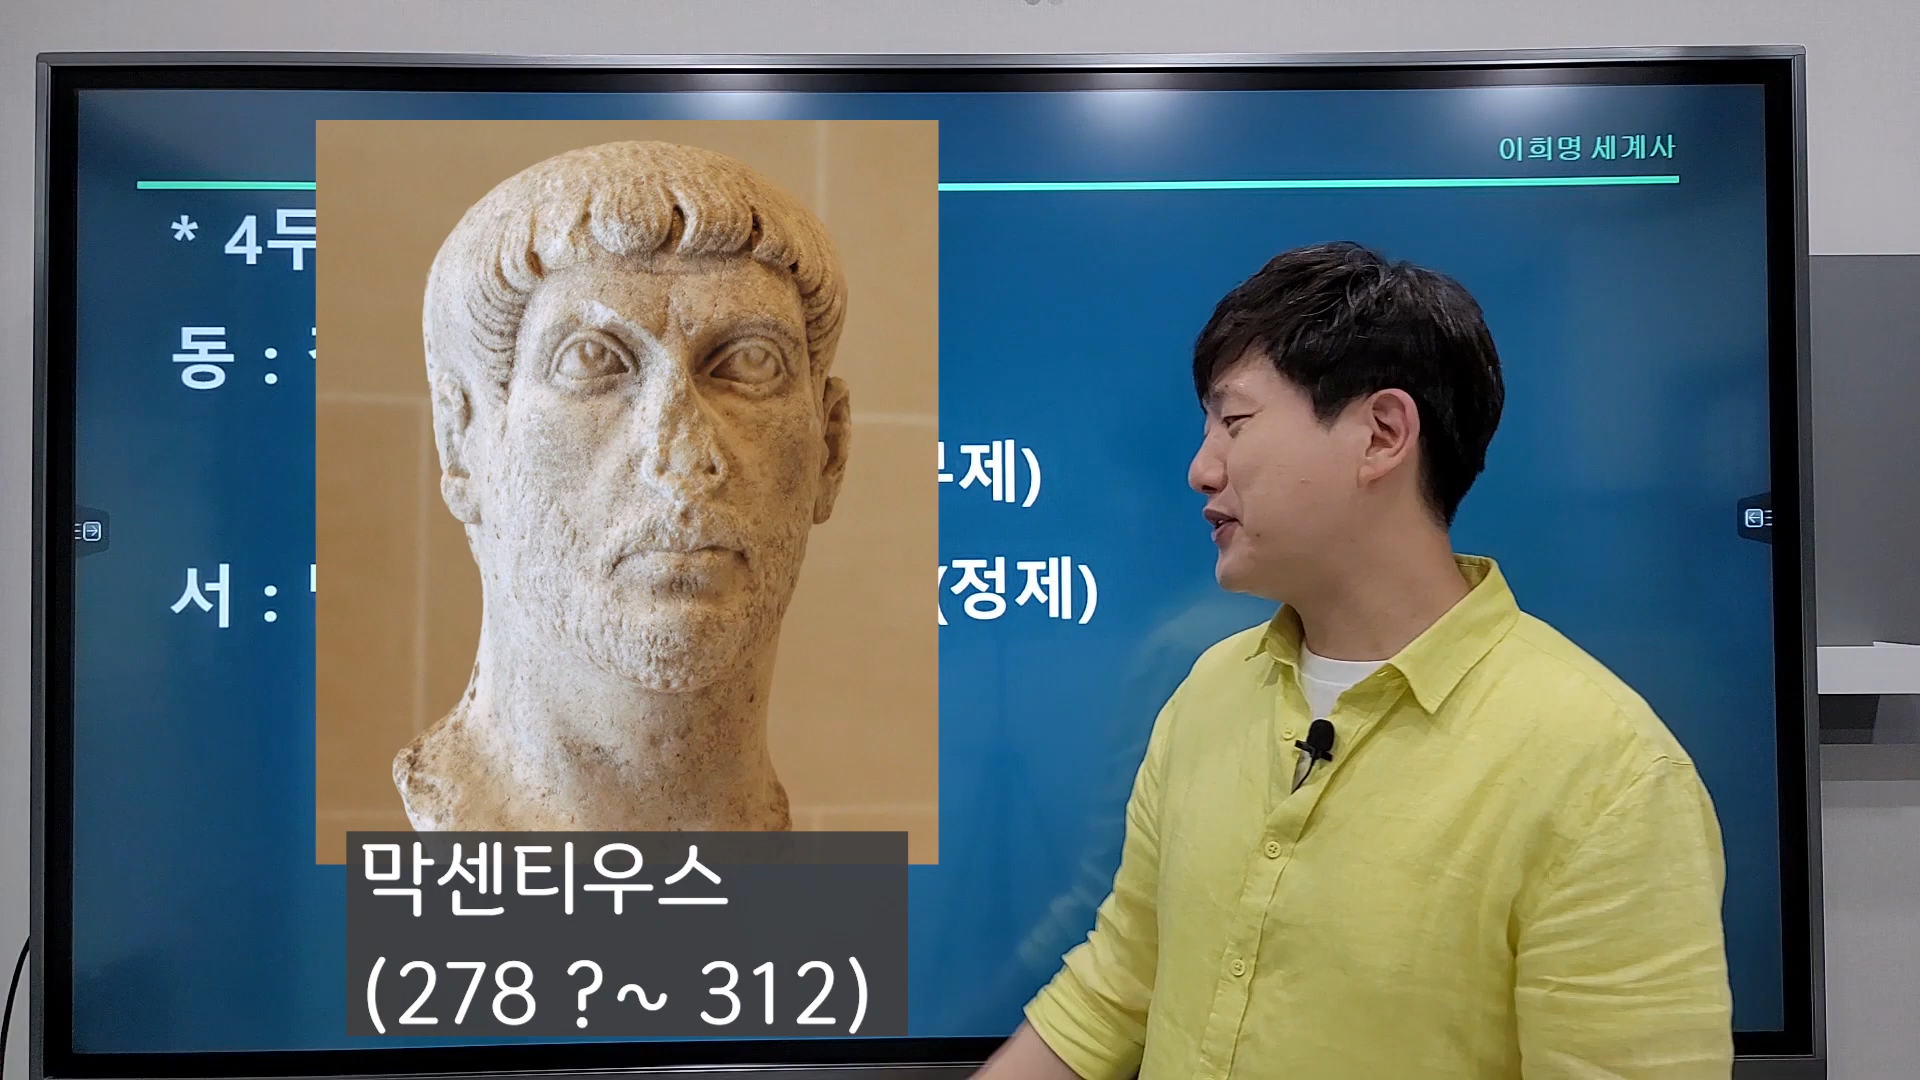 이희명 세계사
* 4두
동 :
제)
서 :
(정제)
막센티우스
(278 ?~ 312)